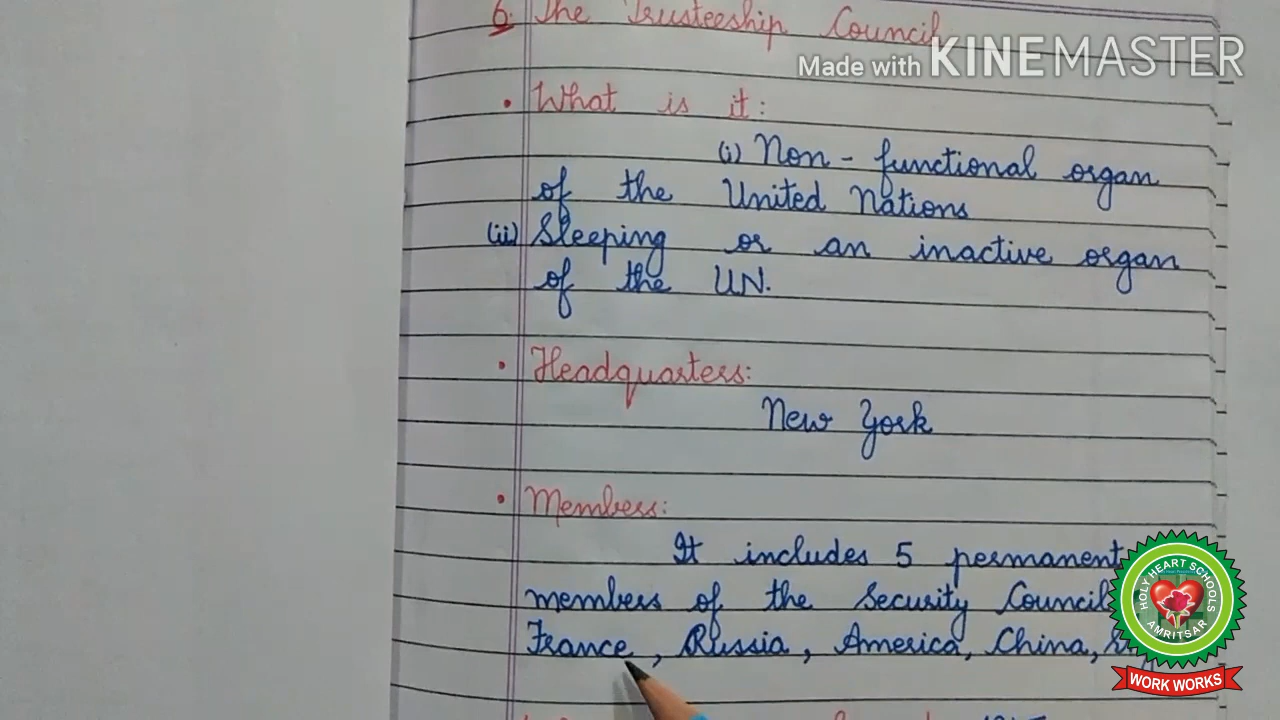 6. The Trusteeship Council
Made with KINEMASTER
• What is it:
(i) Non - functional organ
of the United Nations
(ii) Sleeping or an inactive organ
of the UN.
• Headquarters:
New York
• Members:
It includes 5 permanent
members of the Security Council
France, Russia, America, China,
HOLY HEART SCHOOLS
AMRITSAR
WORK WORKS